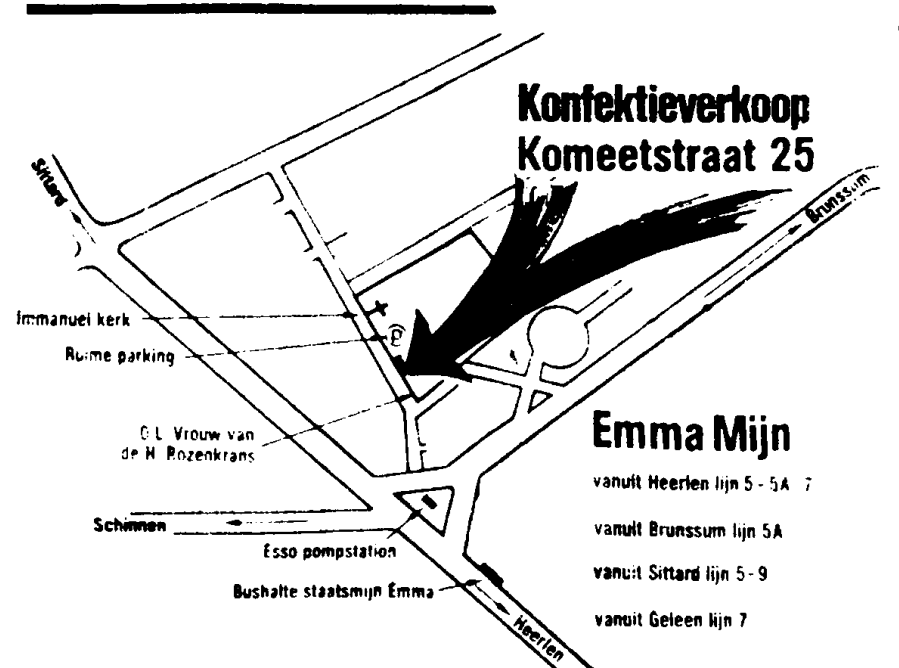 Konfektieverkoop
Komeetstraat 25
Sittard
Brunssum
Immanuel kerk
P
Ruime parking
O.L. Vrouw van
de H. Rozenkrans
Emma Mijn
vanuit Heerlen lijn 5 - 5A 7
vanuit Brunssum lijn 5A
vanuit Sittard lijn 5-9
vanuit Geleen lijn 7
Schinnen
Esso pompstation
Bushalte staatsmijn Emma
Heerlen